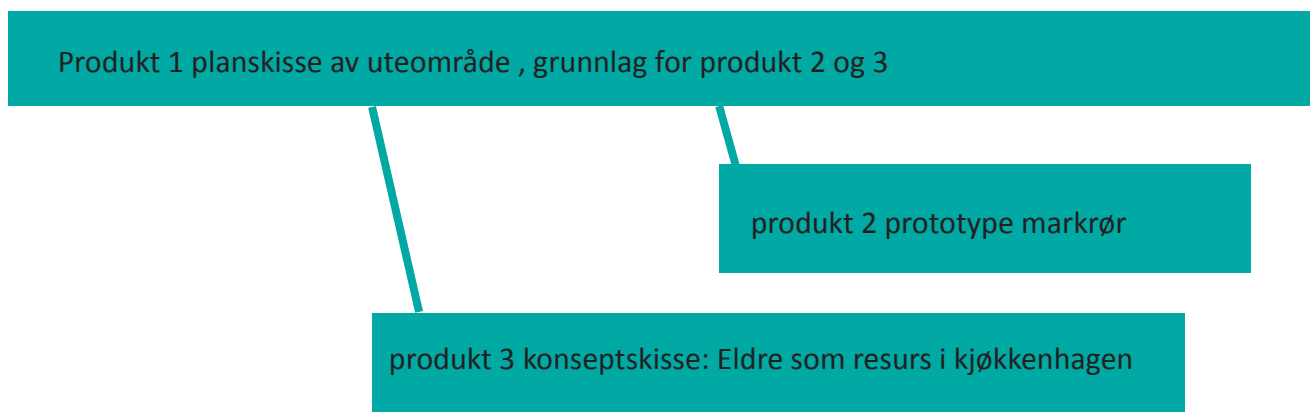 Produkt 1 planskisse av uteområde , grunnlag for produkt 2 og 3
produkt 2 prototype markrør
produkt 3 konseptskisse: Eldre som resurs i kjøkkenhagen